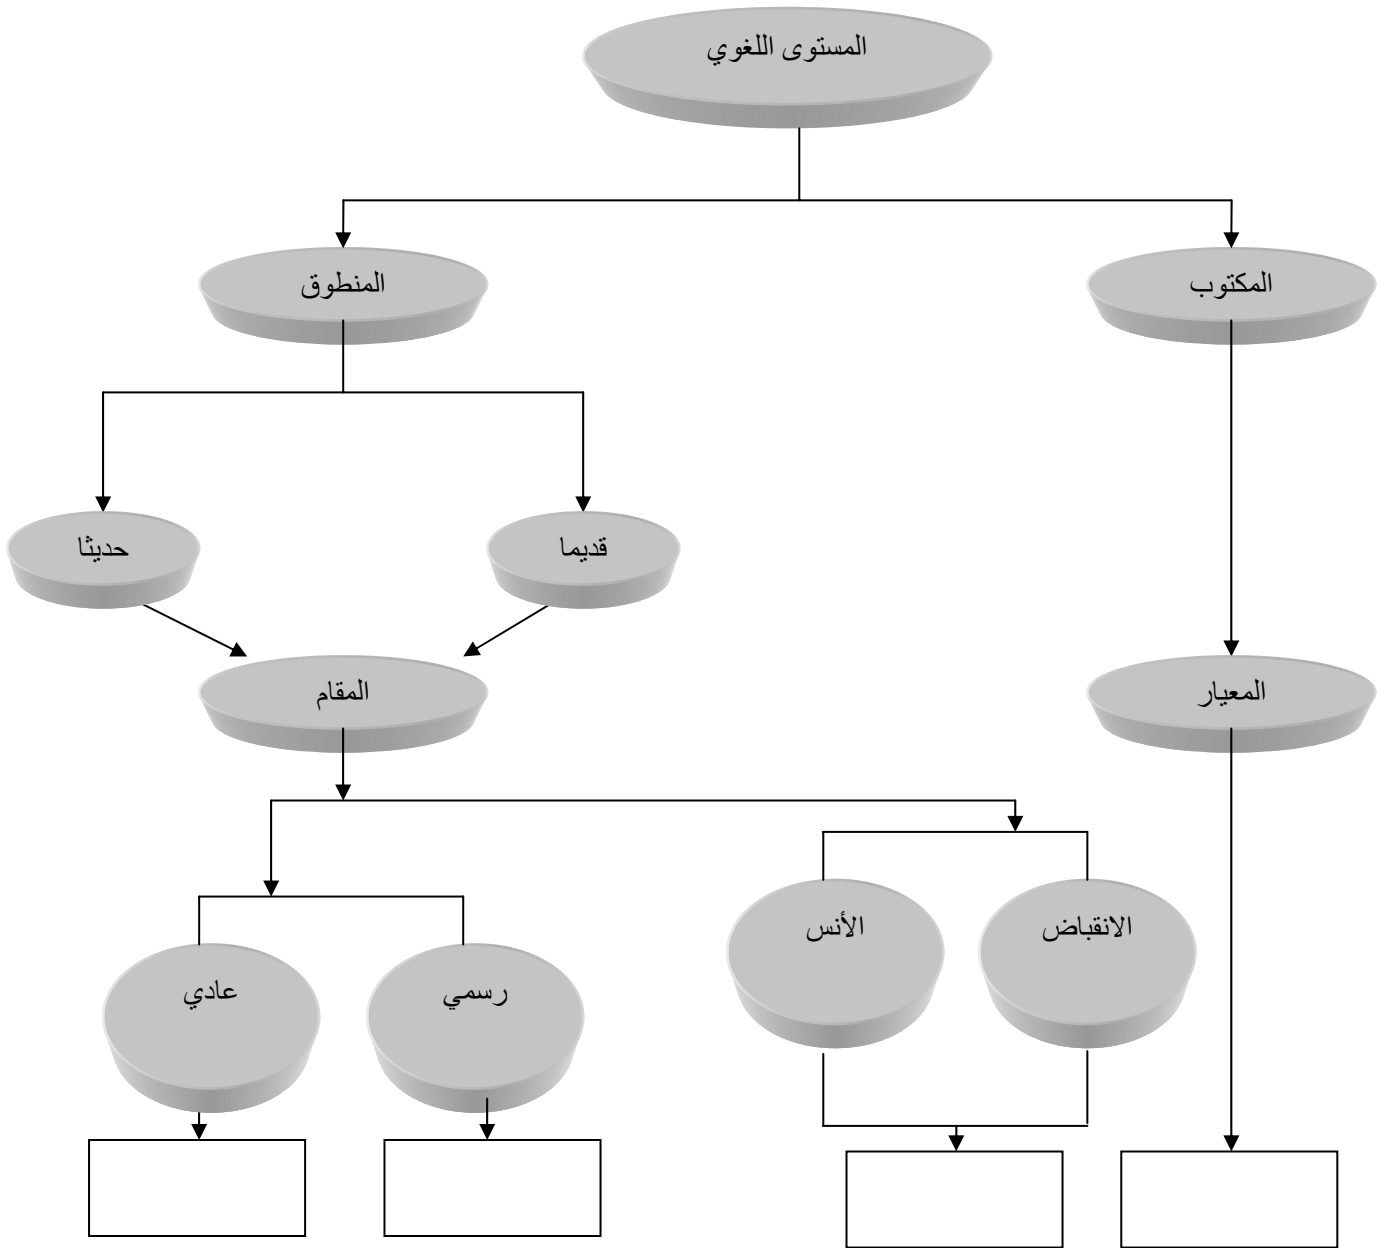 المستوى اللغوي
المكتوب
المنطوق
قديما
حديثا
المعيار
المقام
الانقباض
الأنس
رسمي
عادي